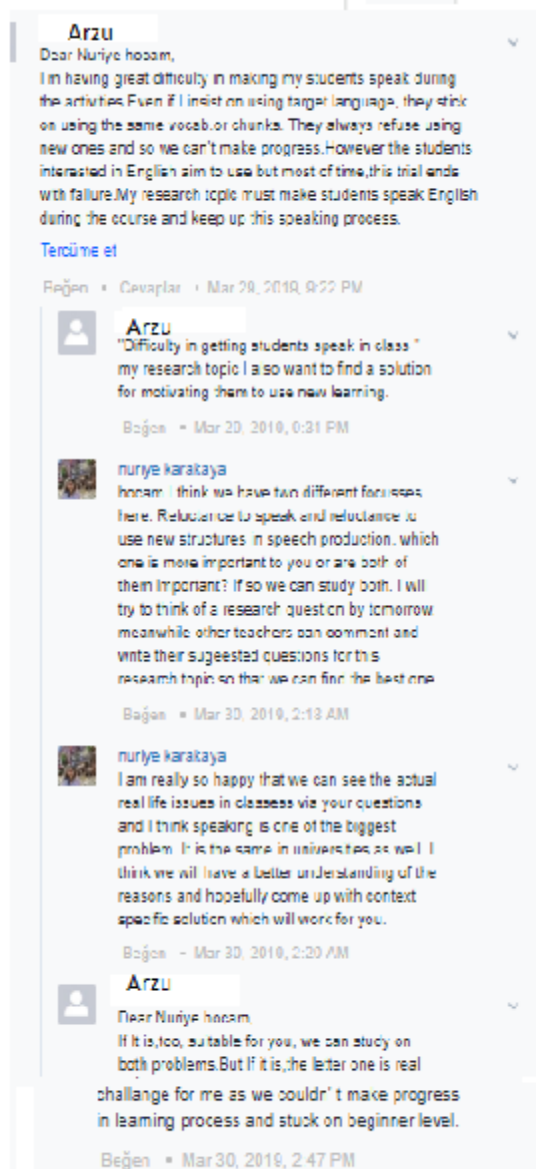 Arzu
Dear Nuriye hocam,
I m having great difficulty in making my students speak during
the activities.Even if I insist on using target language, they stick
on using the same vocab.or chunks. They always refuse using
new ones and so we can't make progress.However the students
interested in English aim to use but most of time,this trial ends
with failure.My research topic must make students speak English
during the course and keep up this speaking process.
Tercüme et
Beğen • Cevaplar • Mar 29, 2019, 9:22 PM
Arzu
"Difficulty in getting students speak in class "
my research topic I also want to find a solution
for motivating them to use new learning.
Beğen • Mar 29, 2019, 9:31 PM
nuriye karakaya
hocam I think we have two different focusses
here. Reluctance to speak and reluctance to
use new structures in speech production. which
one is more important to you or are both of
them important? If so we can study both. I will
try to think of a research question by tomorrow
meanwhile other teachers can comment and
write their sugeested questions for this
research topic so that we can find the best one
Beğen • Mar 30, 2019, 2:18 AM
nuriye karakaya
I am really so happy that we can see the actual
real life issues in classess via your questions
and I think speaking is one of the biggest
problem. It is the same in universities as well. I
think we will have a better understanding of the
reasons and hopefully come up with context
specific solution which will work for you.
Beğen • Mar 30, 2019, 2:20 AM
Arzu
Dear Nuriye hocam,
If It is,too, suitable for you, we can study on
both problems.But If it is,the letter one is real
challange for me as we couldn' t make progress
in learning process and stuck on beginner level.
Beğen • Mar 30, 2019, 2:47 PM